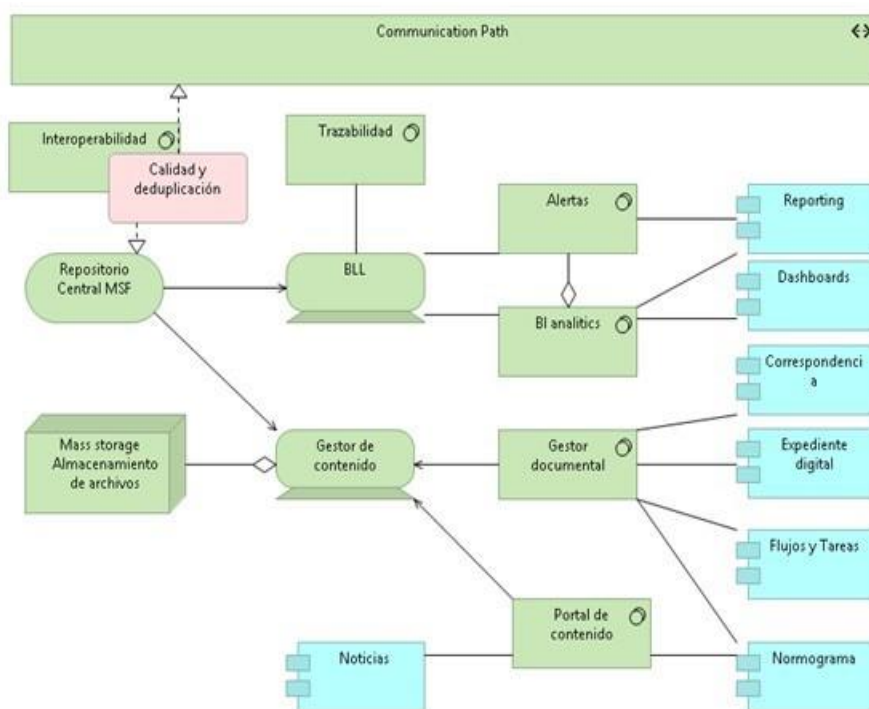 Communication Path
Interoperabilidad
Trazabilidad
Calidad y
deduplicación
Alertas
Reporting
Repositorio
Central MSF
BLL
Dashboards
BI analitics
Correspondenci
a
Mass storage
Almacenamiento
de archivos
Gestor de
contenido
Gestor
documental
Expediente
digital
Flujos y Tareas
Portal de
contenido
Noticias
Normograma